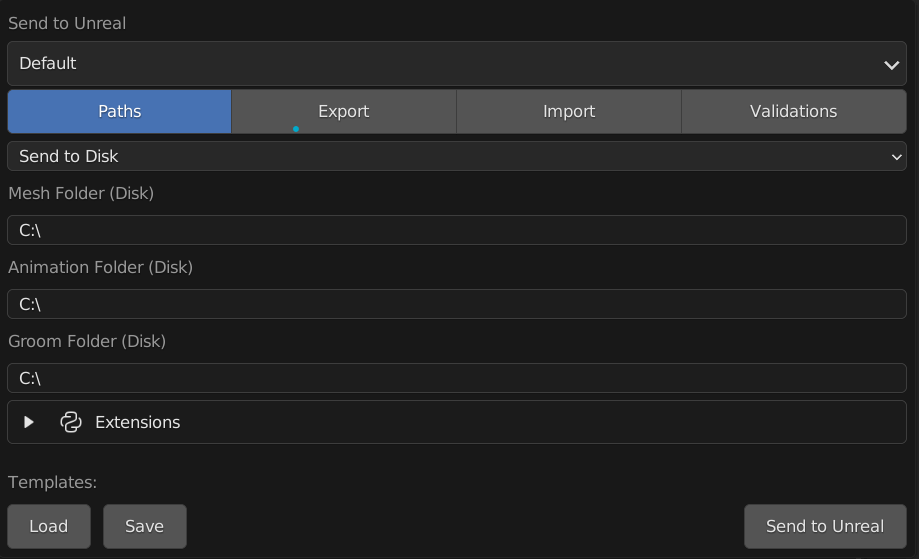 Send to Unreal
Default
Paths Export Import Validations
Send to Disk
Mesh Folder (Disk)
C:\
Animation Folder (Disk)
C:\
Groom Folder (Disk)
C:\
Extensions
Templates:
Load Save Send to Unreal